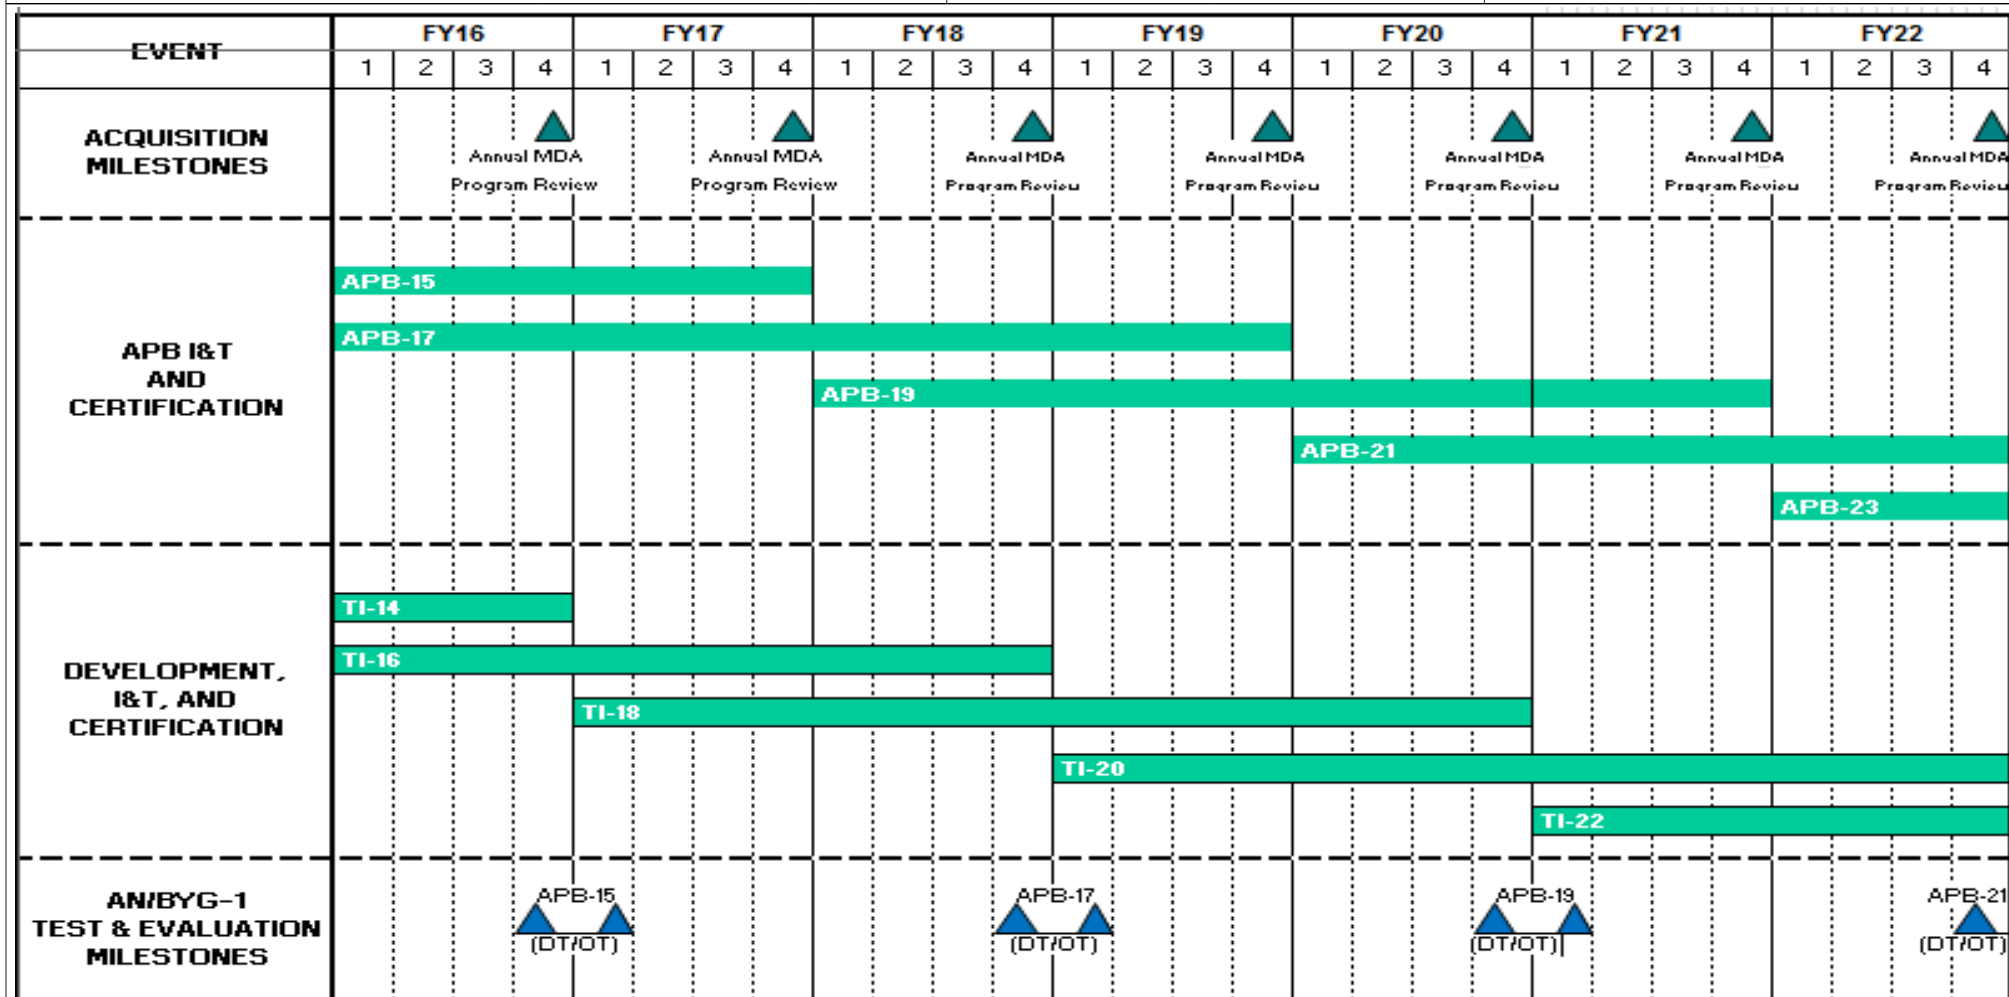 EVENT
FY16 FY17 FY18 FY19 FY20 FY21 FY22
1 2 3 4 1 2 3 4 1 2 3 4 1 2 3 4 1 2 3 4 1 2 3 4 1 2 3 4
ACQUISITION
MILESTONES
Annual MDA Annual MDA Annual MDA Annual MDA Annual MDA Annual MDA Annual MDA
Program Review Program Review Program Review Program Review Program Review Program Review Program Review
APB I&T
AND
CERTIFICATION
APB-15
APB-17
APB-19
APB-21
APB-23
DEVELOPMENT,
I&T, AND
CERTIFICATION
TI-14
TI-16
TI-18
TI-20
TI-22
AN/BYG-1
TEST & EVALUATION
MILESTONES
APB-15 APB-17 APB-19 APB-21
(DT/OT) (DT/OT) (DT/OT) (DT/OT)